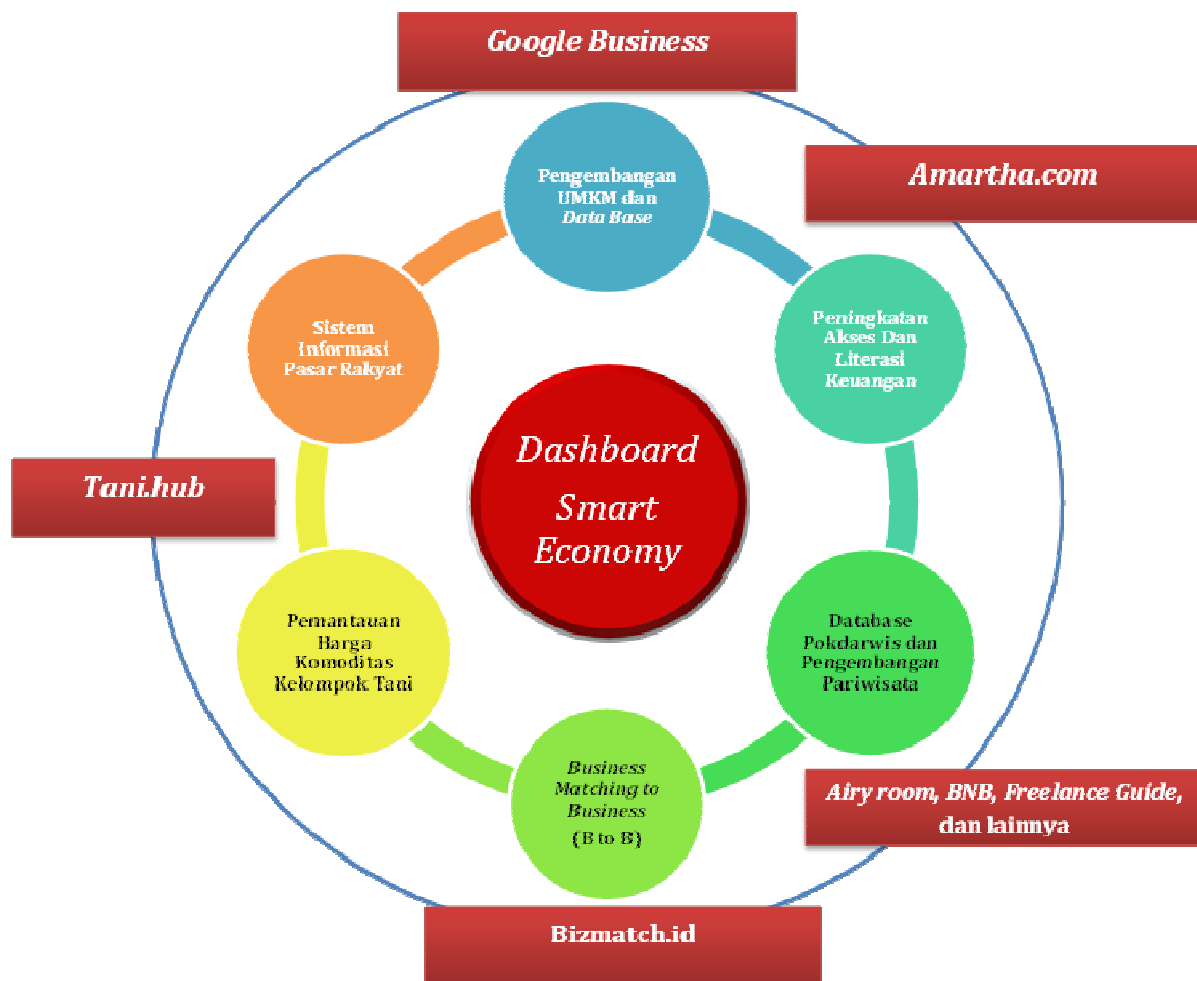 Google Business
Amartha.com
Pengembangan
UMKM dan
Data Base
Peningkatan
Akses Dan
Literasi
Keuangan
Sistem
Informasi
Pasar Rakyat
Dashboard
Smart
Economy
Tani.hub
Pemantauan
Harga
Komoditas
Kelompok Tani
Database
Pokdarwis dan
Pengembangan
Pariwisata
Business
Matching to
Business
(B to B)
Airy room, BNB, Freelance Guide,
dan lainnya
Bizmatch.id